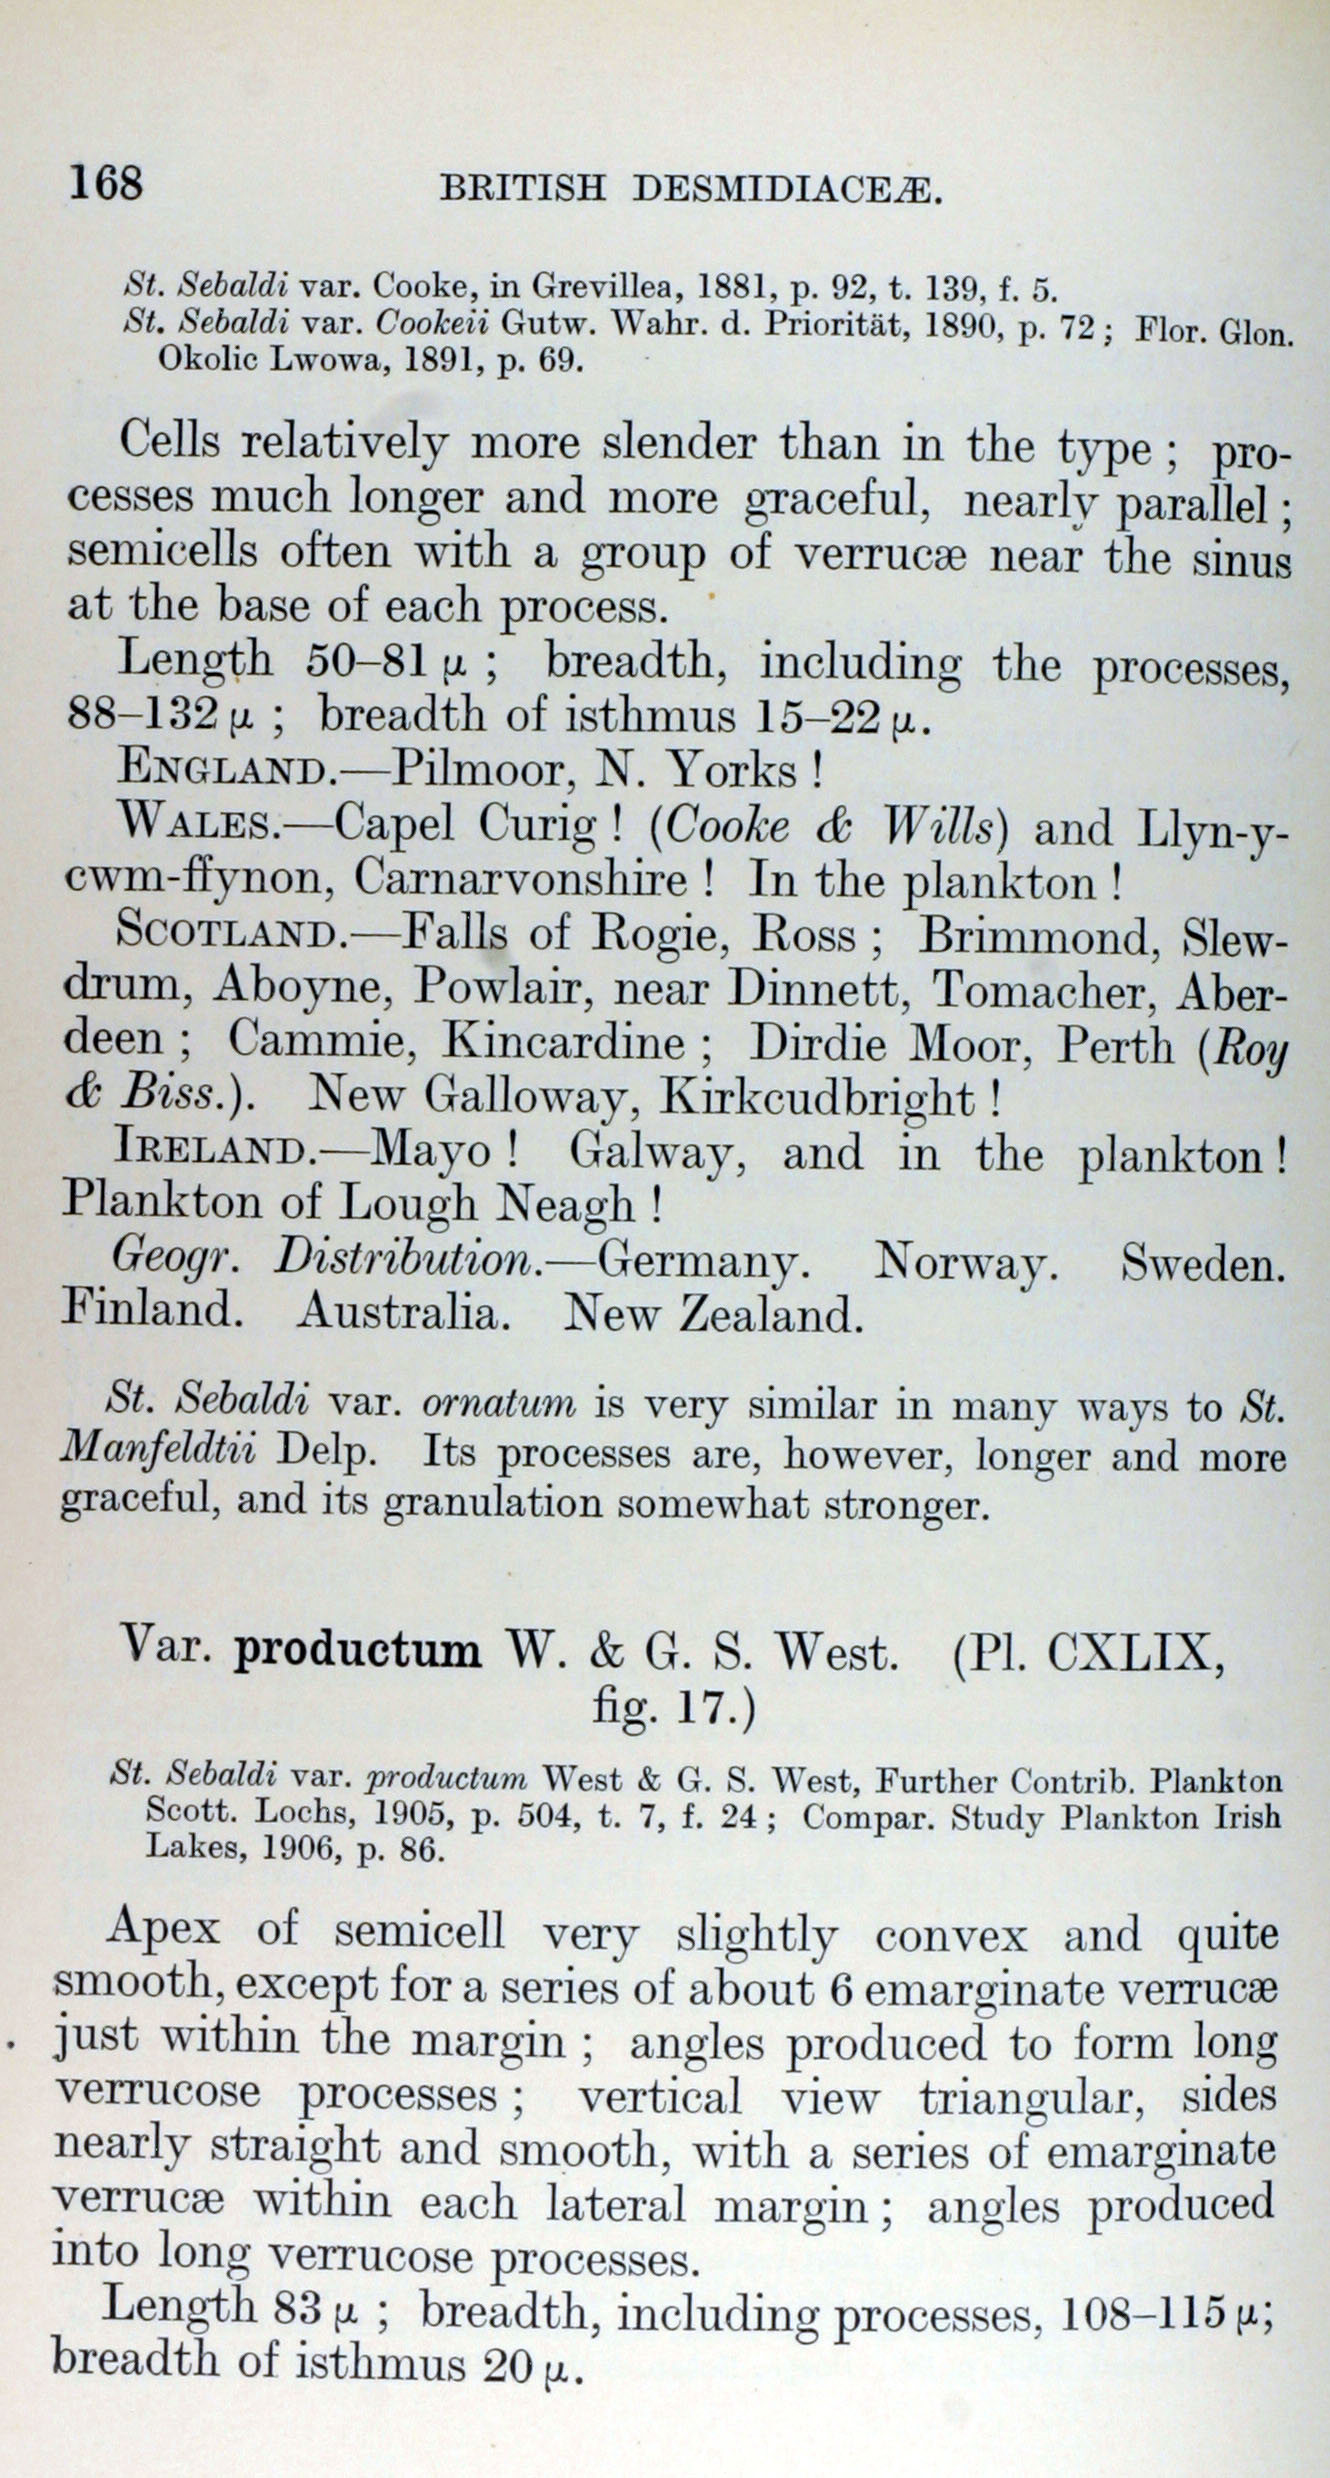 168 BRITISH DESMIDIACEÆ.
St. Sebaldi var. Cooke, in Grevillea, 1881, p. 92, t. 139, f. 5.
St. Sebaldi var. Cookeii Gutw. Wahr. d. Priorität, 1890, p. 72; Flor. Glon.
Okolic Lwowa, 1891, p. 69.
Cells relatively more slender than in the type; pro-
cesses much longer and more graceful, nearly parallel;
semicells often with a group of verrucæ near the sinus
at the base of each process.
Length 50–81 µ; breadth, including the processes,
88–132 µ; breadth of isthmus 15–22 µ.
ENGLAND.—Pilmoor, N. Yorks!
WALES.—Capel Curig! (Cooke & Wills) and Llyn-y-
cwm-ffynon, Carnarvonshire! In the plankton!
SCOTLAND.—Falls of Rogie, Ross; Brimmond, Slew-
drum, Aboyne, Powlair, near Dinnett, Tomacher, Aber-
deen; Cammie, Kincardine; Dirdie Moor, Perth (Roy
& Biss.). New Galloway, Kirkcudbright!
IRELAND.—Mayo! Galway, and in the plankton!
Plankton of Lough Neagh!
Geogr. Distribution.—Germany. Norway. Sweden.
Finland. Australia. New Zealand.
St. Sebaldi var. ornatum is very similar in many ways to St.
Manfeldtii Delp. Its processes are, however, longer and more
graceful, and its granulation somewhat stronger.
Var. productum W. & G. S. West. (Pl. CXLIX,
fig. 17.)
St. Sebaldi var. productum West & G. S. West, Further Contrib. Plankton
Scott. Lochs, 1905, p. 504, t. 7, f. 24; Compar. Study Plankton Irish
Lakes, 1906, p. 86.
Apex of semicell very slightly convex and quite
smooth, except for a series of about 6 emarginate verrucæ
just within the margin; angles produced to form long
verrucose processes; vertical view triangular, sides
nearly straight and smooth, with a series of emarginate
verrucæ within each lateral margin; angles produced
into long verrucose processes.
Length 83 µ; breadth, including processes, 108–115 µ;
breadth of isthmus 20 µ.